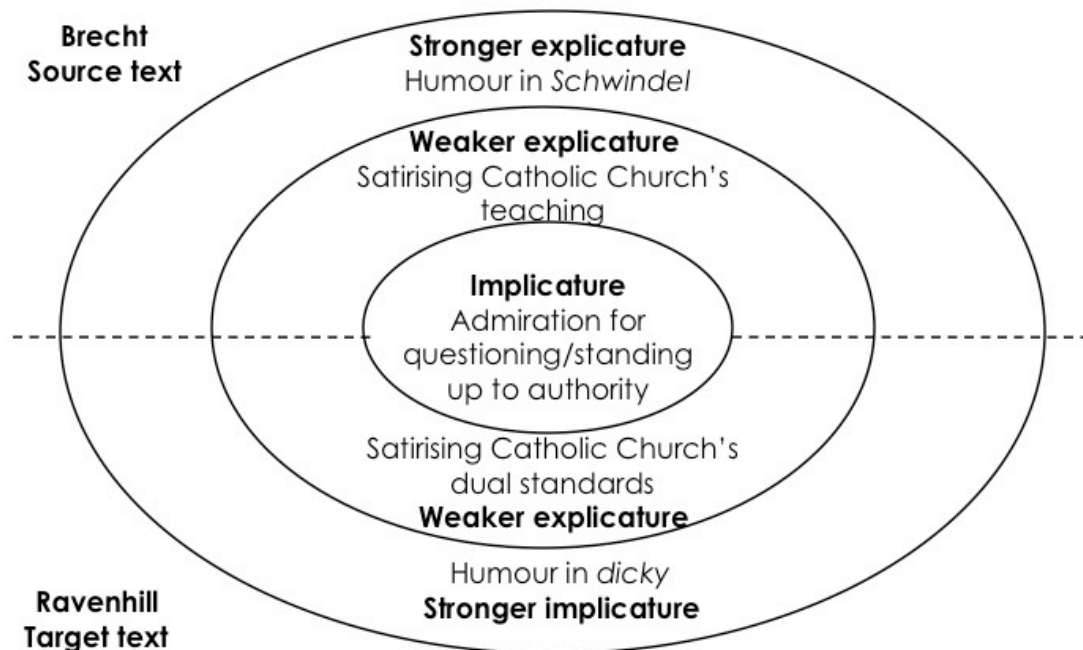 Brecht
Source text
Stronger explicature
Humour in Schwindel
Weaker explicature
Satirising Catholic Church’s
teaching
Implicature
Admiration for
questioning/standing
up to authority
Satirising Catholic Church’s
dual standards
Weaker explicature
Humour in dicky
Stronger implicature
Ravenhill
Target text